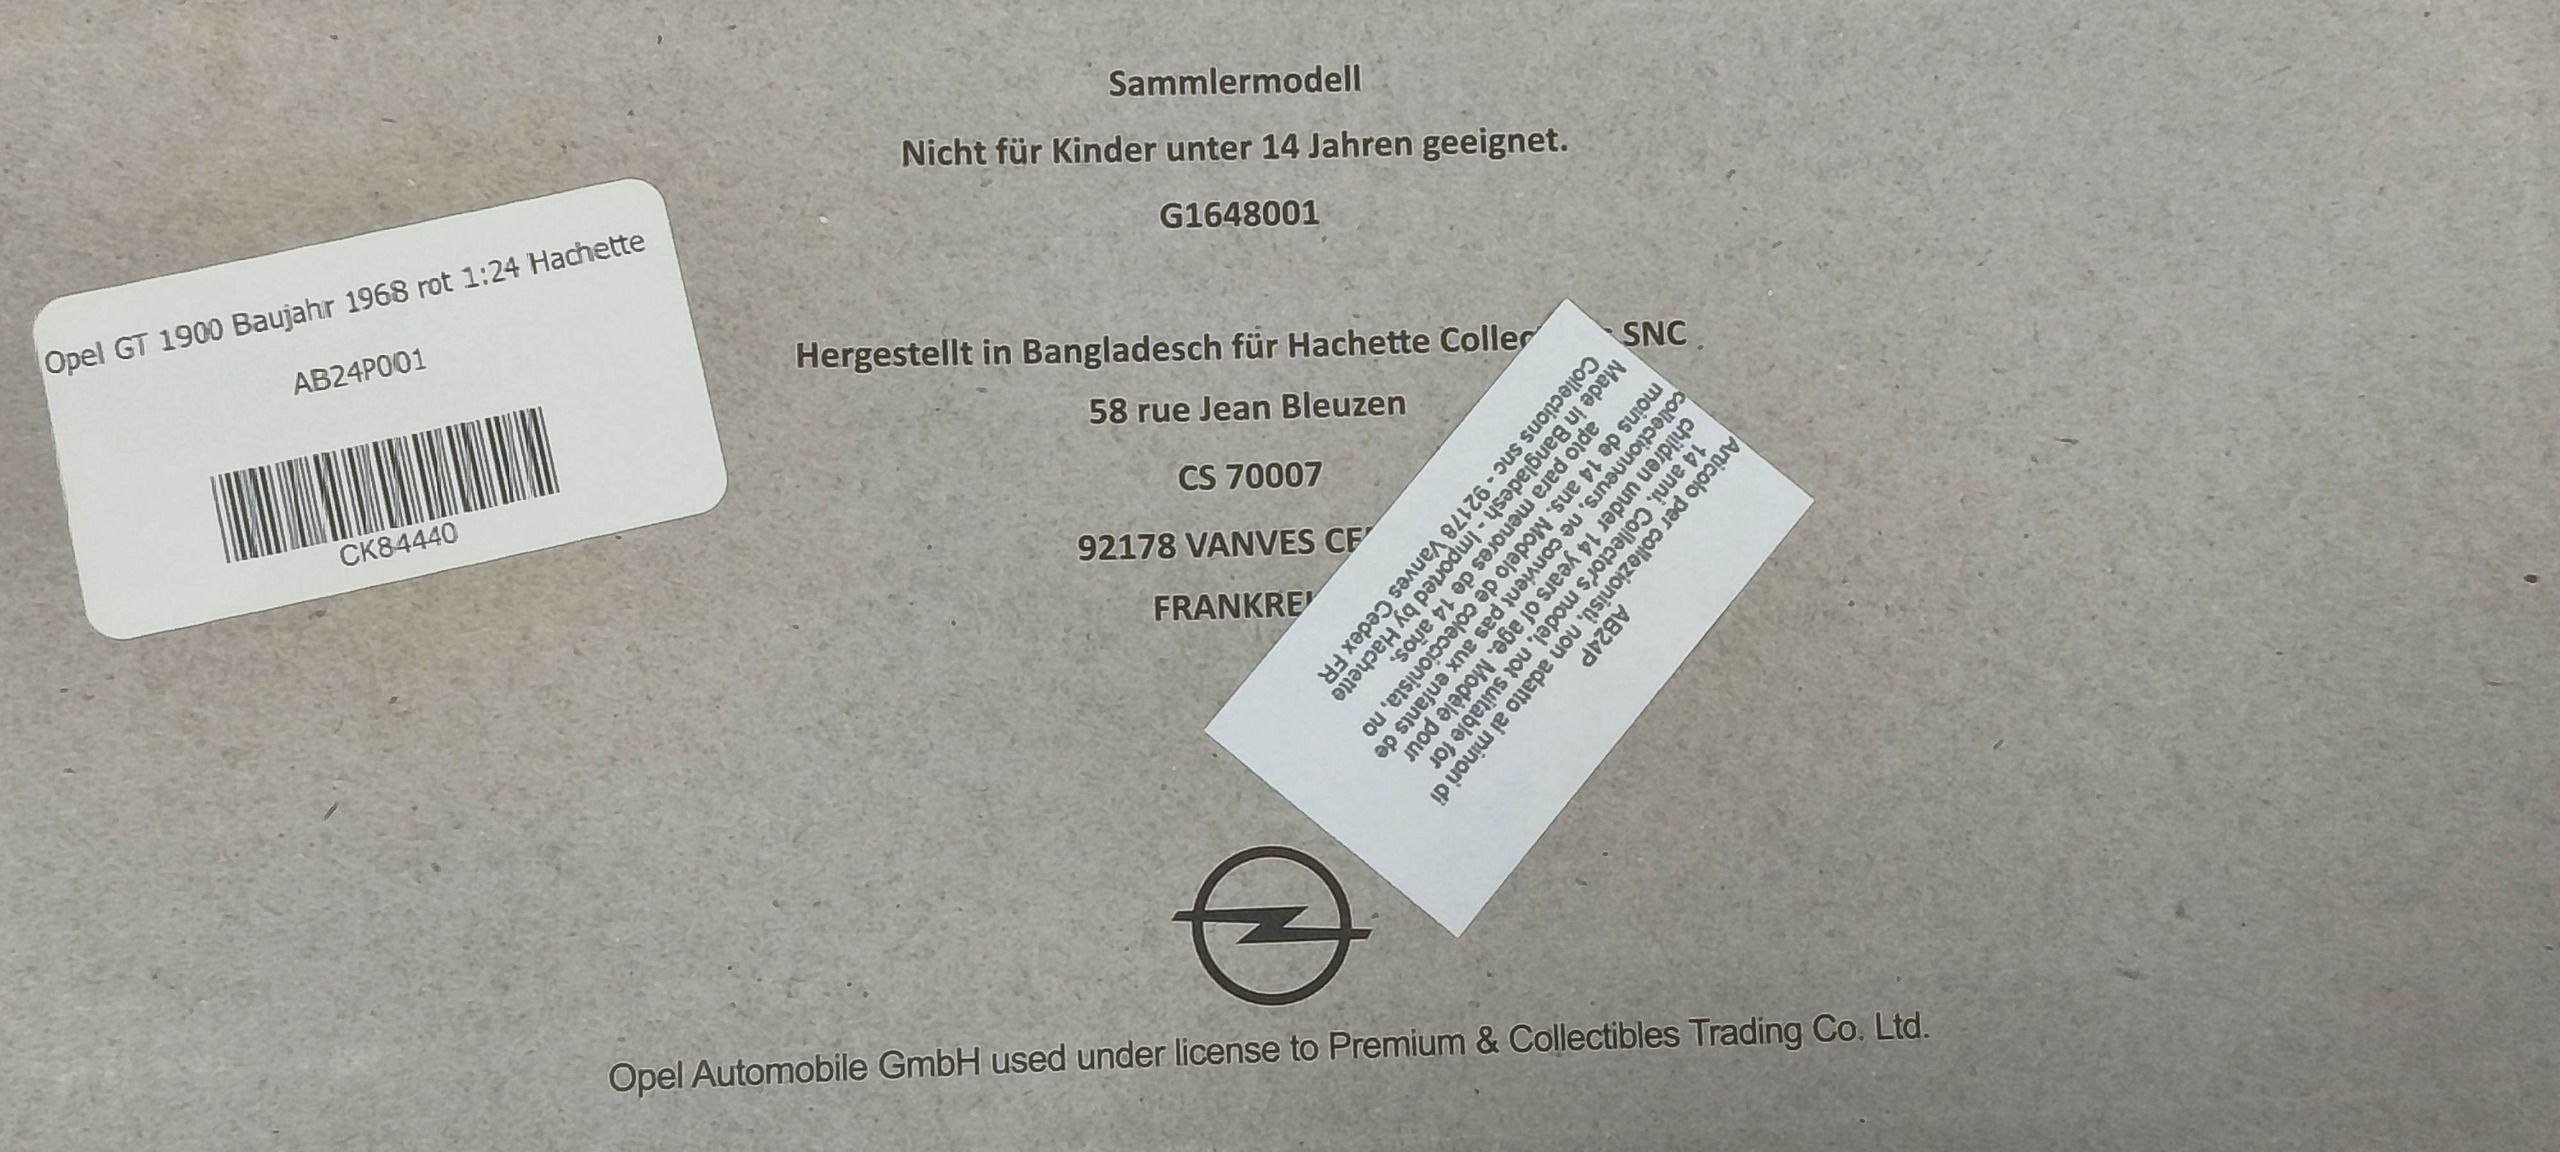 Sammlermodell
Nicht für Kinder unter 14 Jahren geeignet.
G1648001
Opel GT 1900 Baujahr 1968 rot 1:24 Hachette
AB24P001
CK84440
Hergestellt in Bangladesch für Hachette SNC
58 rue Jean Bleuzen
CS 70007
92178 VANVES
AB24P
Articolo per collezionisti, non adatto ai minori di
14 anni. Collector's model, not suitable for
children under 14 years of age. Modèle pour
collectionneurs, ne convient pas aux enfants de
moins de 14 ans. Modelo de coleccionista, no
apto para menores de 14 años.
Made in Bangladesh - Imported by Hachette
Collections snc - 92178 Vanves Cedex FR
Opel Automobile GmbH used under license to Premium & Collectibles Trading Co. Ltd.